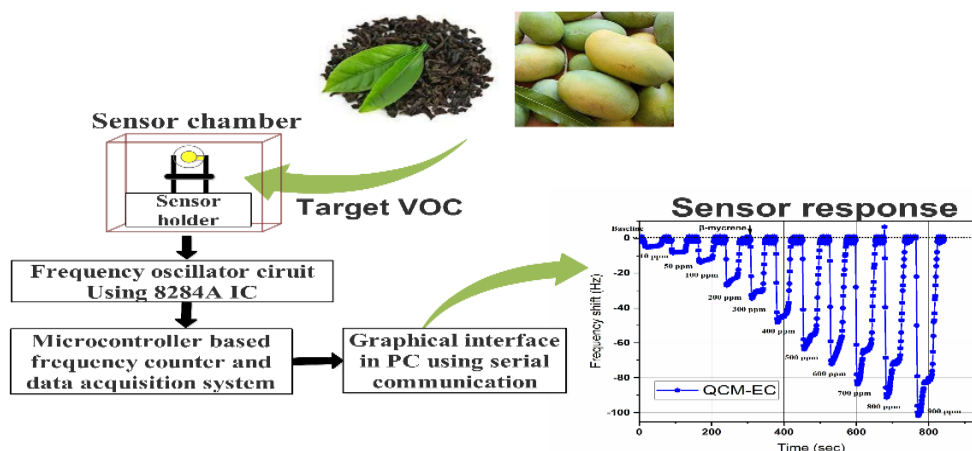 Sensor chamber
Sensor
holder
Target VOC
Frequency oscillator ciruit
Using 8284A IC
Microcontroller based
frequency counter and
data acquisition system
Graphical interface
in PC using serial
communication
Sensor response
Baseline
β-mycrene
10 ppm
50 ppm
100 ppm
200 ppm
300 ppm
400 ppm
500 ppm
600 ppm
700 ppm
800 ppm
900 ppm
0
-20
-40
-60
-80
-100
Frequency shift (Hz)
QCM-EC
0 200 400 600 800
Time (sec)